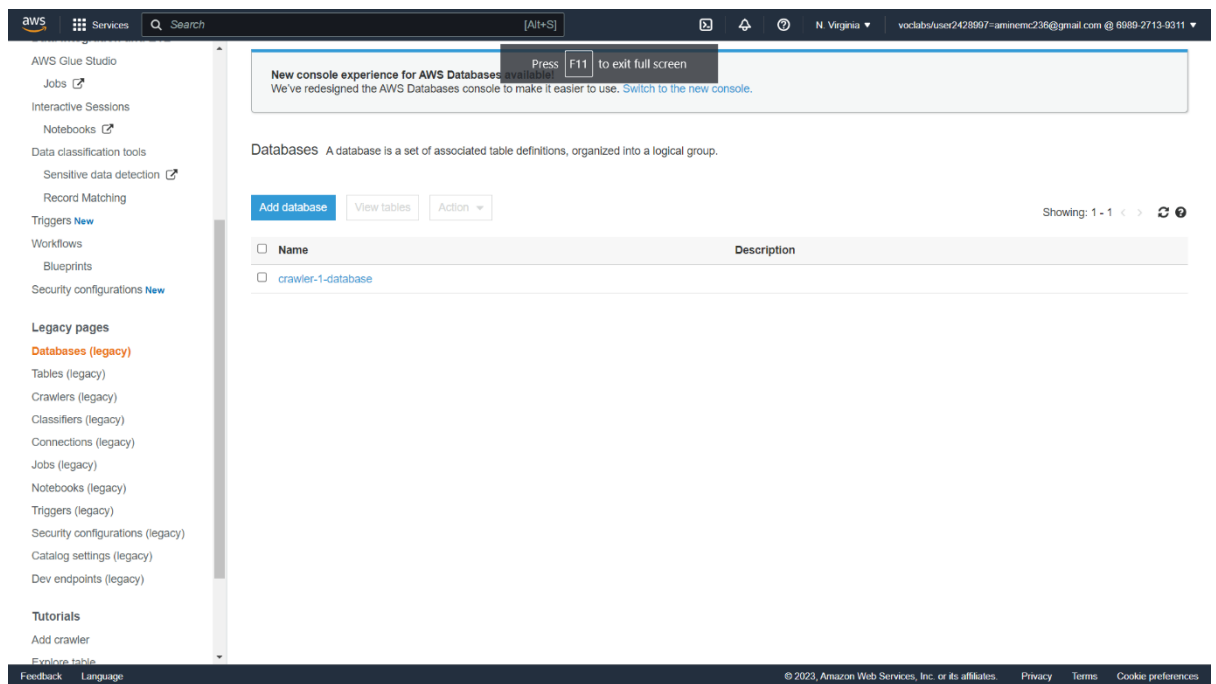 aws
Services
Search
[Alt+S]
N. Virginia
voclabs/user2428997=aminemc236@gmail.com @ 6989-2713-9311
AWS Glue Studio
Jobs
Interactive Sessions
Notebooks
Data classification tools
Sensitive data detection
Record Matching
Triggers New
Workflows
Blueprints
Security configurations New
Legacy pages
Databases (legacy)
Tables (legacy)
Crawlers (legacy)
Classifiers (legacy)
Connections (legacy)
Jobs (legacy)
Notebooks (legacy)
Triggers (legacy)
Security configurations (legacy)
Catalog settings (legacy)
Dev endpoints (legacy)
Tutorials
Add crawler
Explore table
Press F11 to exit full screen
New console experience for AWS Databases available!
We've redesigned the AWS Databases console to make it easier to use. Switch to the new console.
Databases A database is a set of associated table definitions, organized into a logical group.
Add database
View tables
Action
Showing: 1 - 1
Name
Description
crawler-1-database
Feedback
Language
© 2023, Amazon Web Services, Inc. or its affiliates.
Privacy
Terms
Cookie preferences